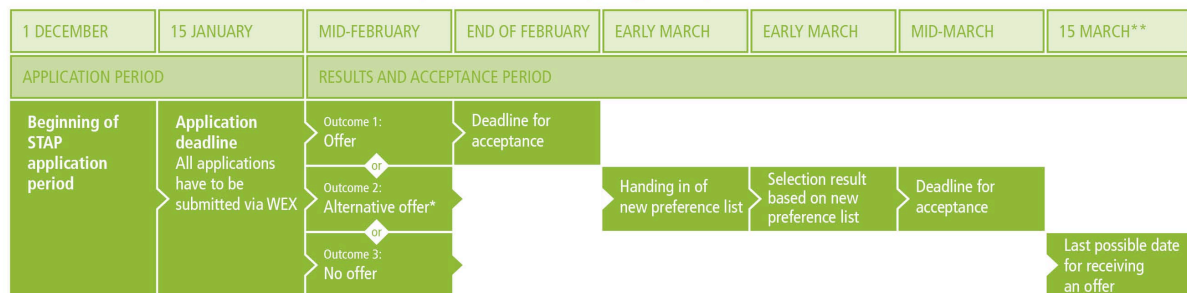 1 DECEMBER
15 JANUARY
MID-FEBRUARY
END OF FEBRUARY
EARLY MARCH
EARLY MARCH
MID-MARCH
15 MARCH**
APPLICATION PERIOD
RESULTS AND ACCEPTANCE PERIOD
Beginning of
STAP
application
period
Application
deadline
All applications
have to be
submitted via WEX
Outcome 1:
Offer
or
Outcome 2:
Alternative offer*
or
Outcome 3:
No offer
Deadline for
acceptance
Handing in of
new preference list
Selection result
based on new
preference list
Deadline for
acceptance
Last possible date
for receiving
an offer